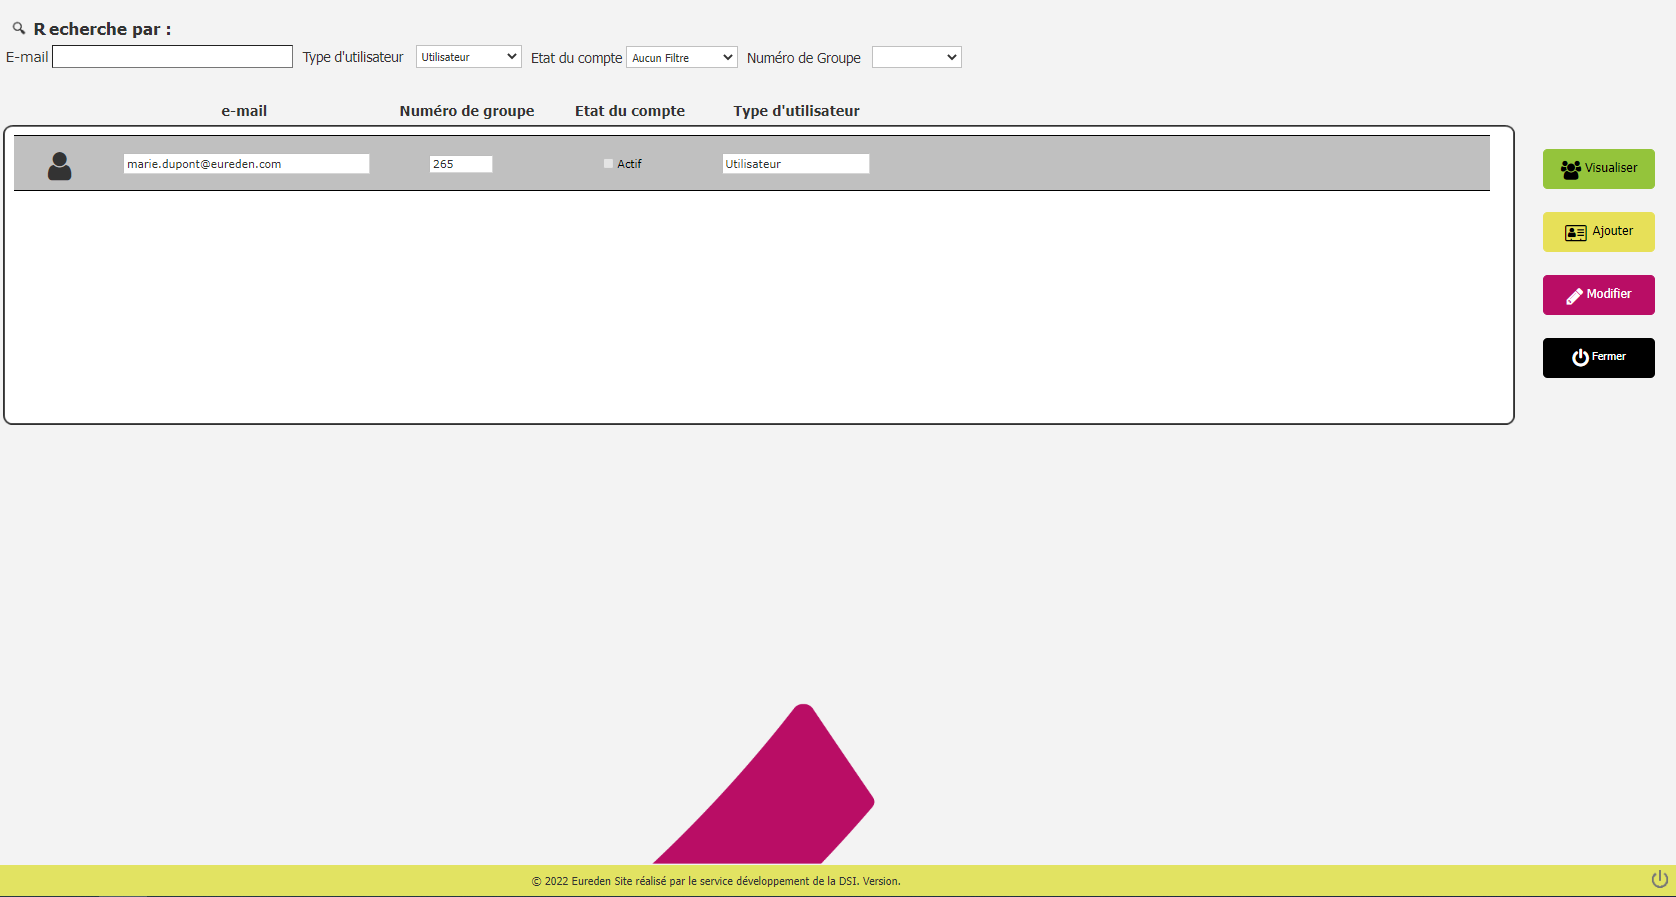 R echerche par :
E-mail Type d'utilisateur Utilisateur Etat du compte Aucun Filtre Numéro de Groupe
e-mail Numéro de groupe Etat du compte Type d'utilisateur
marie.dupont@eureden.com 265 Actif Utilisateur
Visualiser
Ajouter
Modifier
Fermer
© 2022 Eureden Site réalisé par le service développement de la DSI. Version.